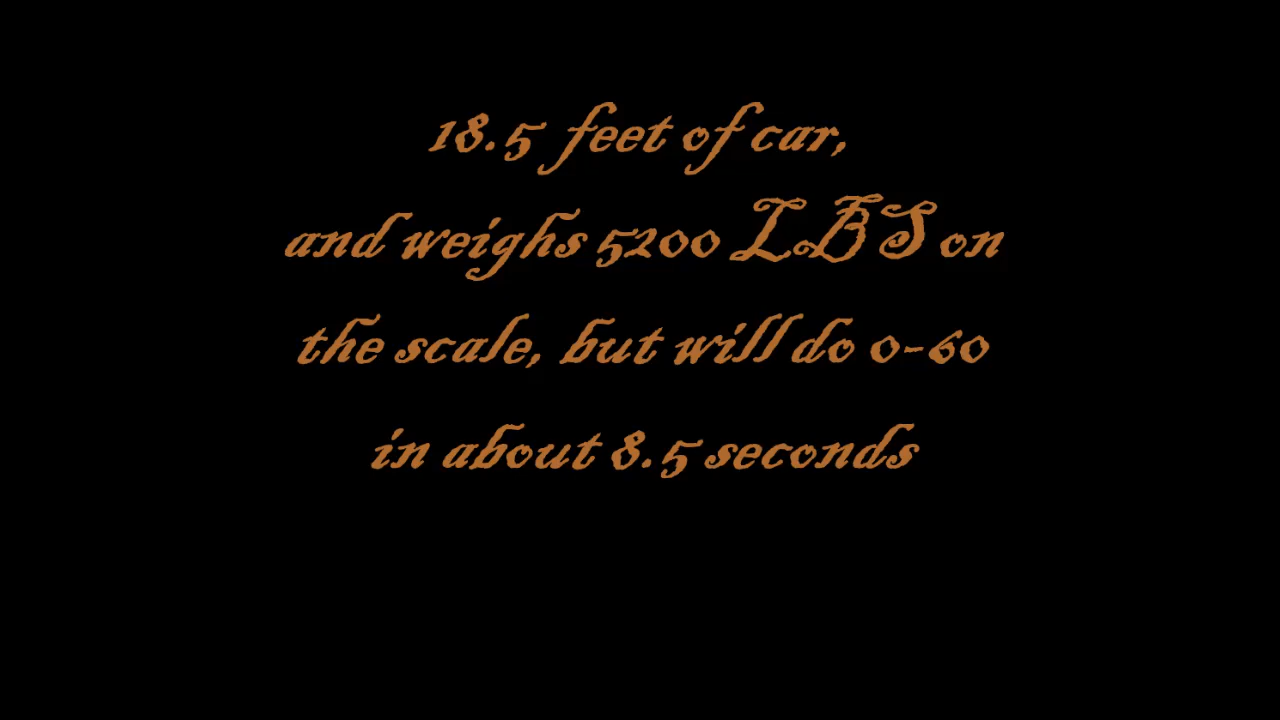 18.5 feet of car,
and weighs 5200 LBS on
the scale, but will do 0-60
in about 8.5 seconds